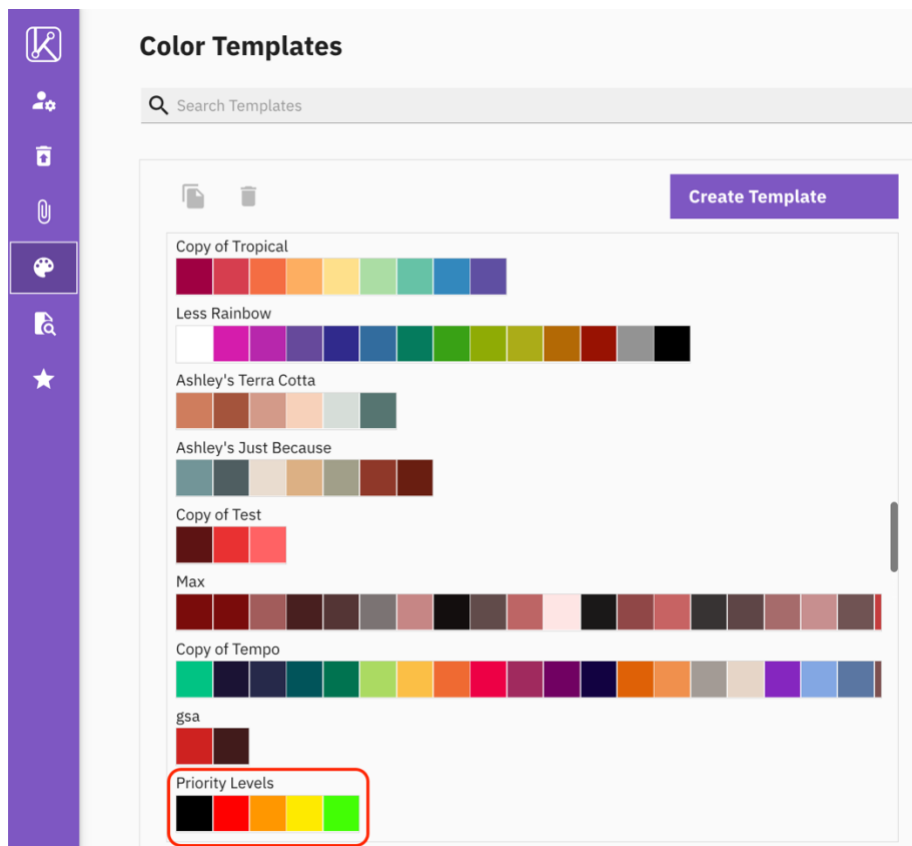 Color Templates
Search Templates
Create Template
Copy of Tropical
Less Rainbow
Ashley's Terra Cotta
Ashley's Just Because
Copy of Test
Max
Copy of Tempo
gsa
Priority Levels